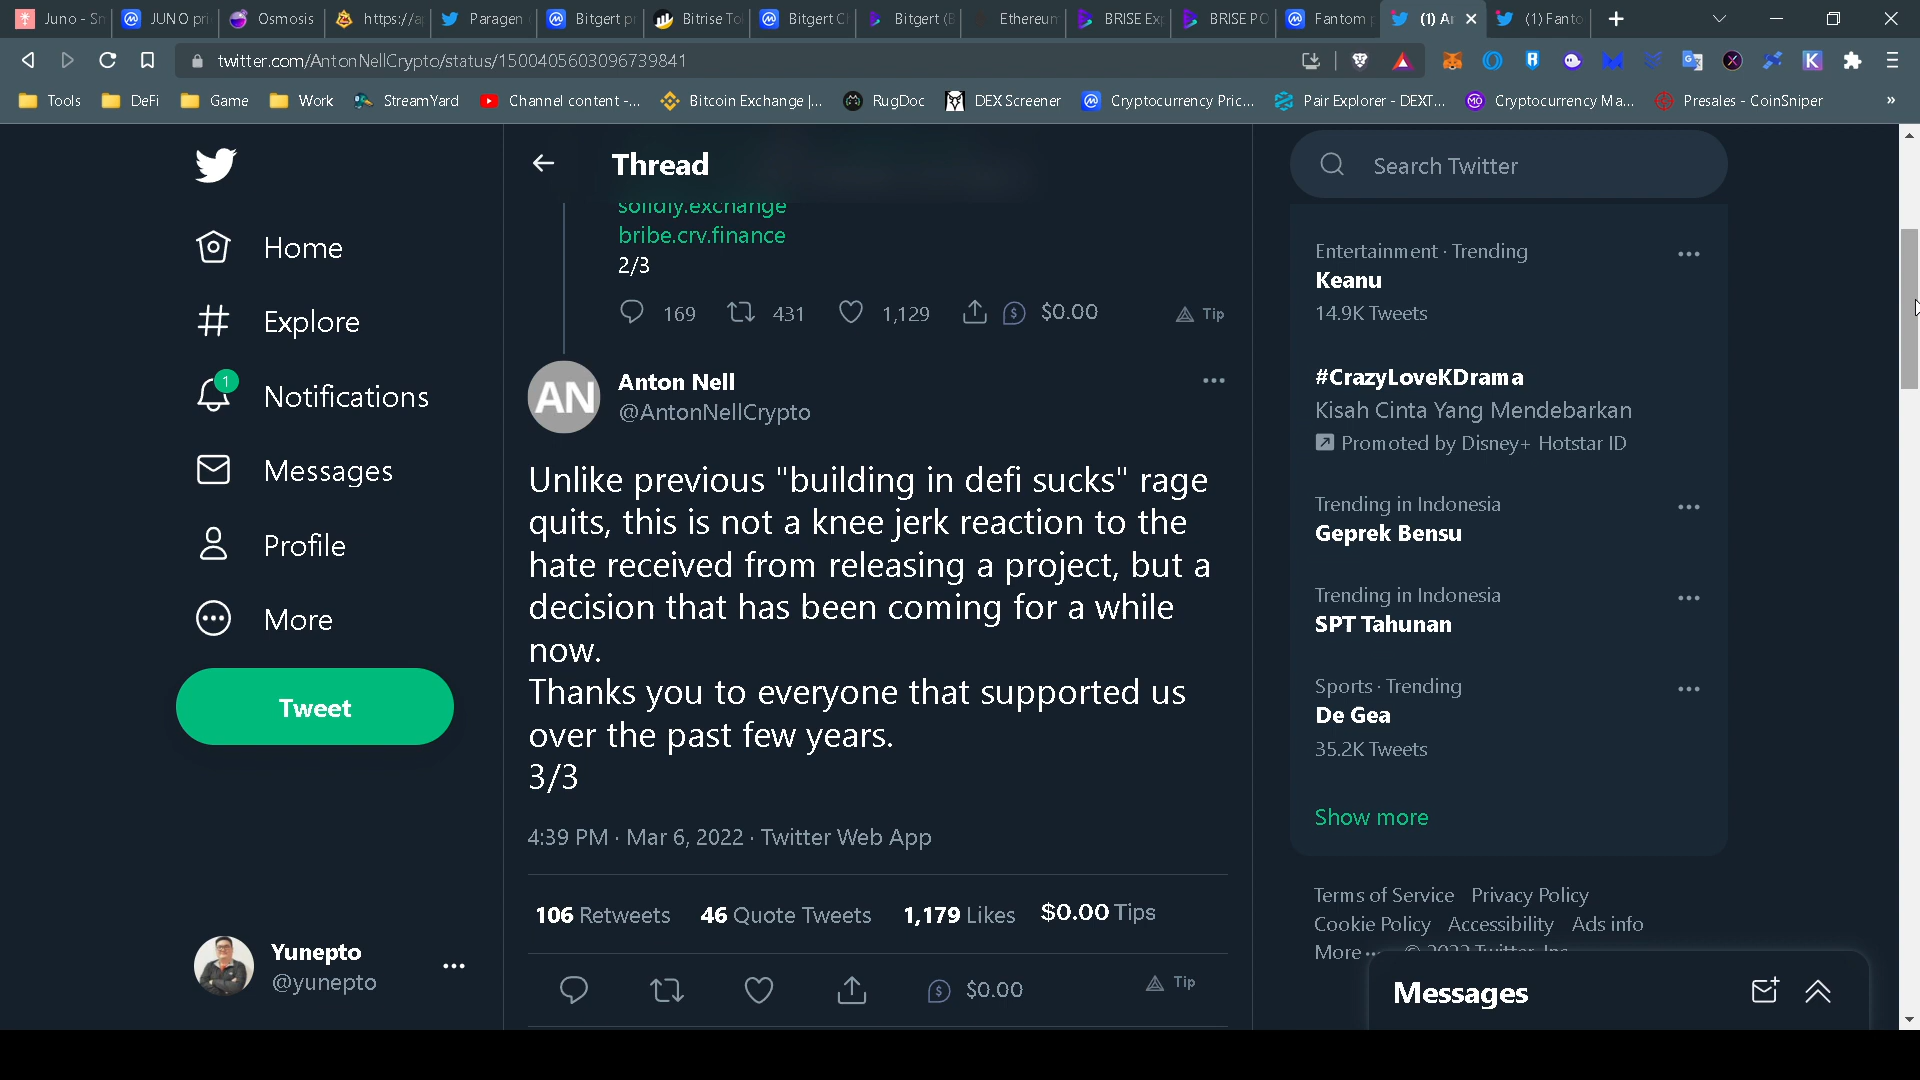 Juno - Sn
JUNO pri
Osmosis
https://a
Paragen
Bitgert p
Bitrise To
Bitgert C
Bitgert (B
Ethereum
BRISE Ex
BRISE PO
Fantom
(1) A
(1) Fanto
twitter.com/AntonNellCrypto/status/1500405603096739841
Tools
DeFi
Game
Work
StreamYard
Channel content -...
Bitcoin Exchange |...
RugDoc
DEX Screener
Cryptocurrency Pric...
Pair Explorer - DEXT...
Cryptocurrency Ma...
Presales - CoinSniper
»
Home
Explore
1
Notifications
Messages
Profile
More
Tweet
Yunepto
@yunepto
Thread
solidly.exchange
bribe.crv.finance
2/3
169 431 1,129 $0.00 Tip
AN
Anton Nell
@AntonNellCrypto
Unlike previous "building in defi sucks" rage
quits, this is not a knee jerk reaction to the
hate received from releasing a project, but a
decision that has been coming for a while
now.
Thanks you to everyone that supported us
over the past few years.
3/3
4:39 PM · Mar 6, 2022 · Twitter Web App
106 Retweets 46 Quote Tweets 1,179 Likes $0.00 Tips
$0.00 Tip
Search Twitter
Entertainment · Trending
Keanu
14.9K Tweets
#CrazyLoveKDrama
Kisah Cinta Yang Mendebarkan
Promoted by Disney+ Hotstar ID
Trending in Indonesia
Geprek Bensu
Trending in Indonesia
SPT Tahunan
Sports · Trending
De Gea
35.2K Tweets
Show more
Terms of Service Privacy Policy
Cookie Policy Accessibility Ads info
More ... © 2022 Twitter, Inc.
Messages